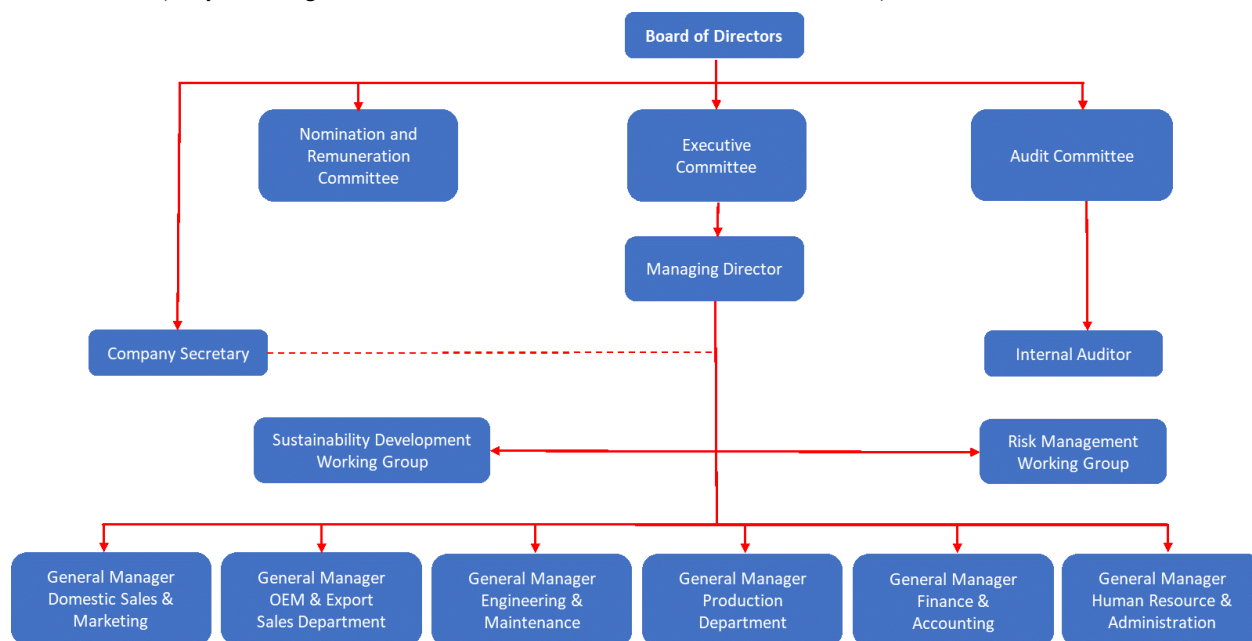 Board of Directors
Nomination and
Remuneration
Committee
Executive
Committee
Audit Committee
Managing Director
Company Secretary
Internal Auditor
Sustainability Development
Working Group
Risk Management
Working Group
General Manager
Domestic Sales &
Marketing
General Manager
OEM & Export
Sales Department
General Manager
Engineering &
Maintenance
General Manager
Production
Department
General Manager
Finance &
Accounting
General Manager
Human Resource &
Administration